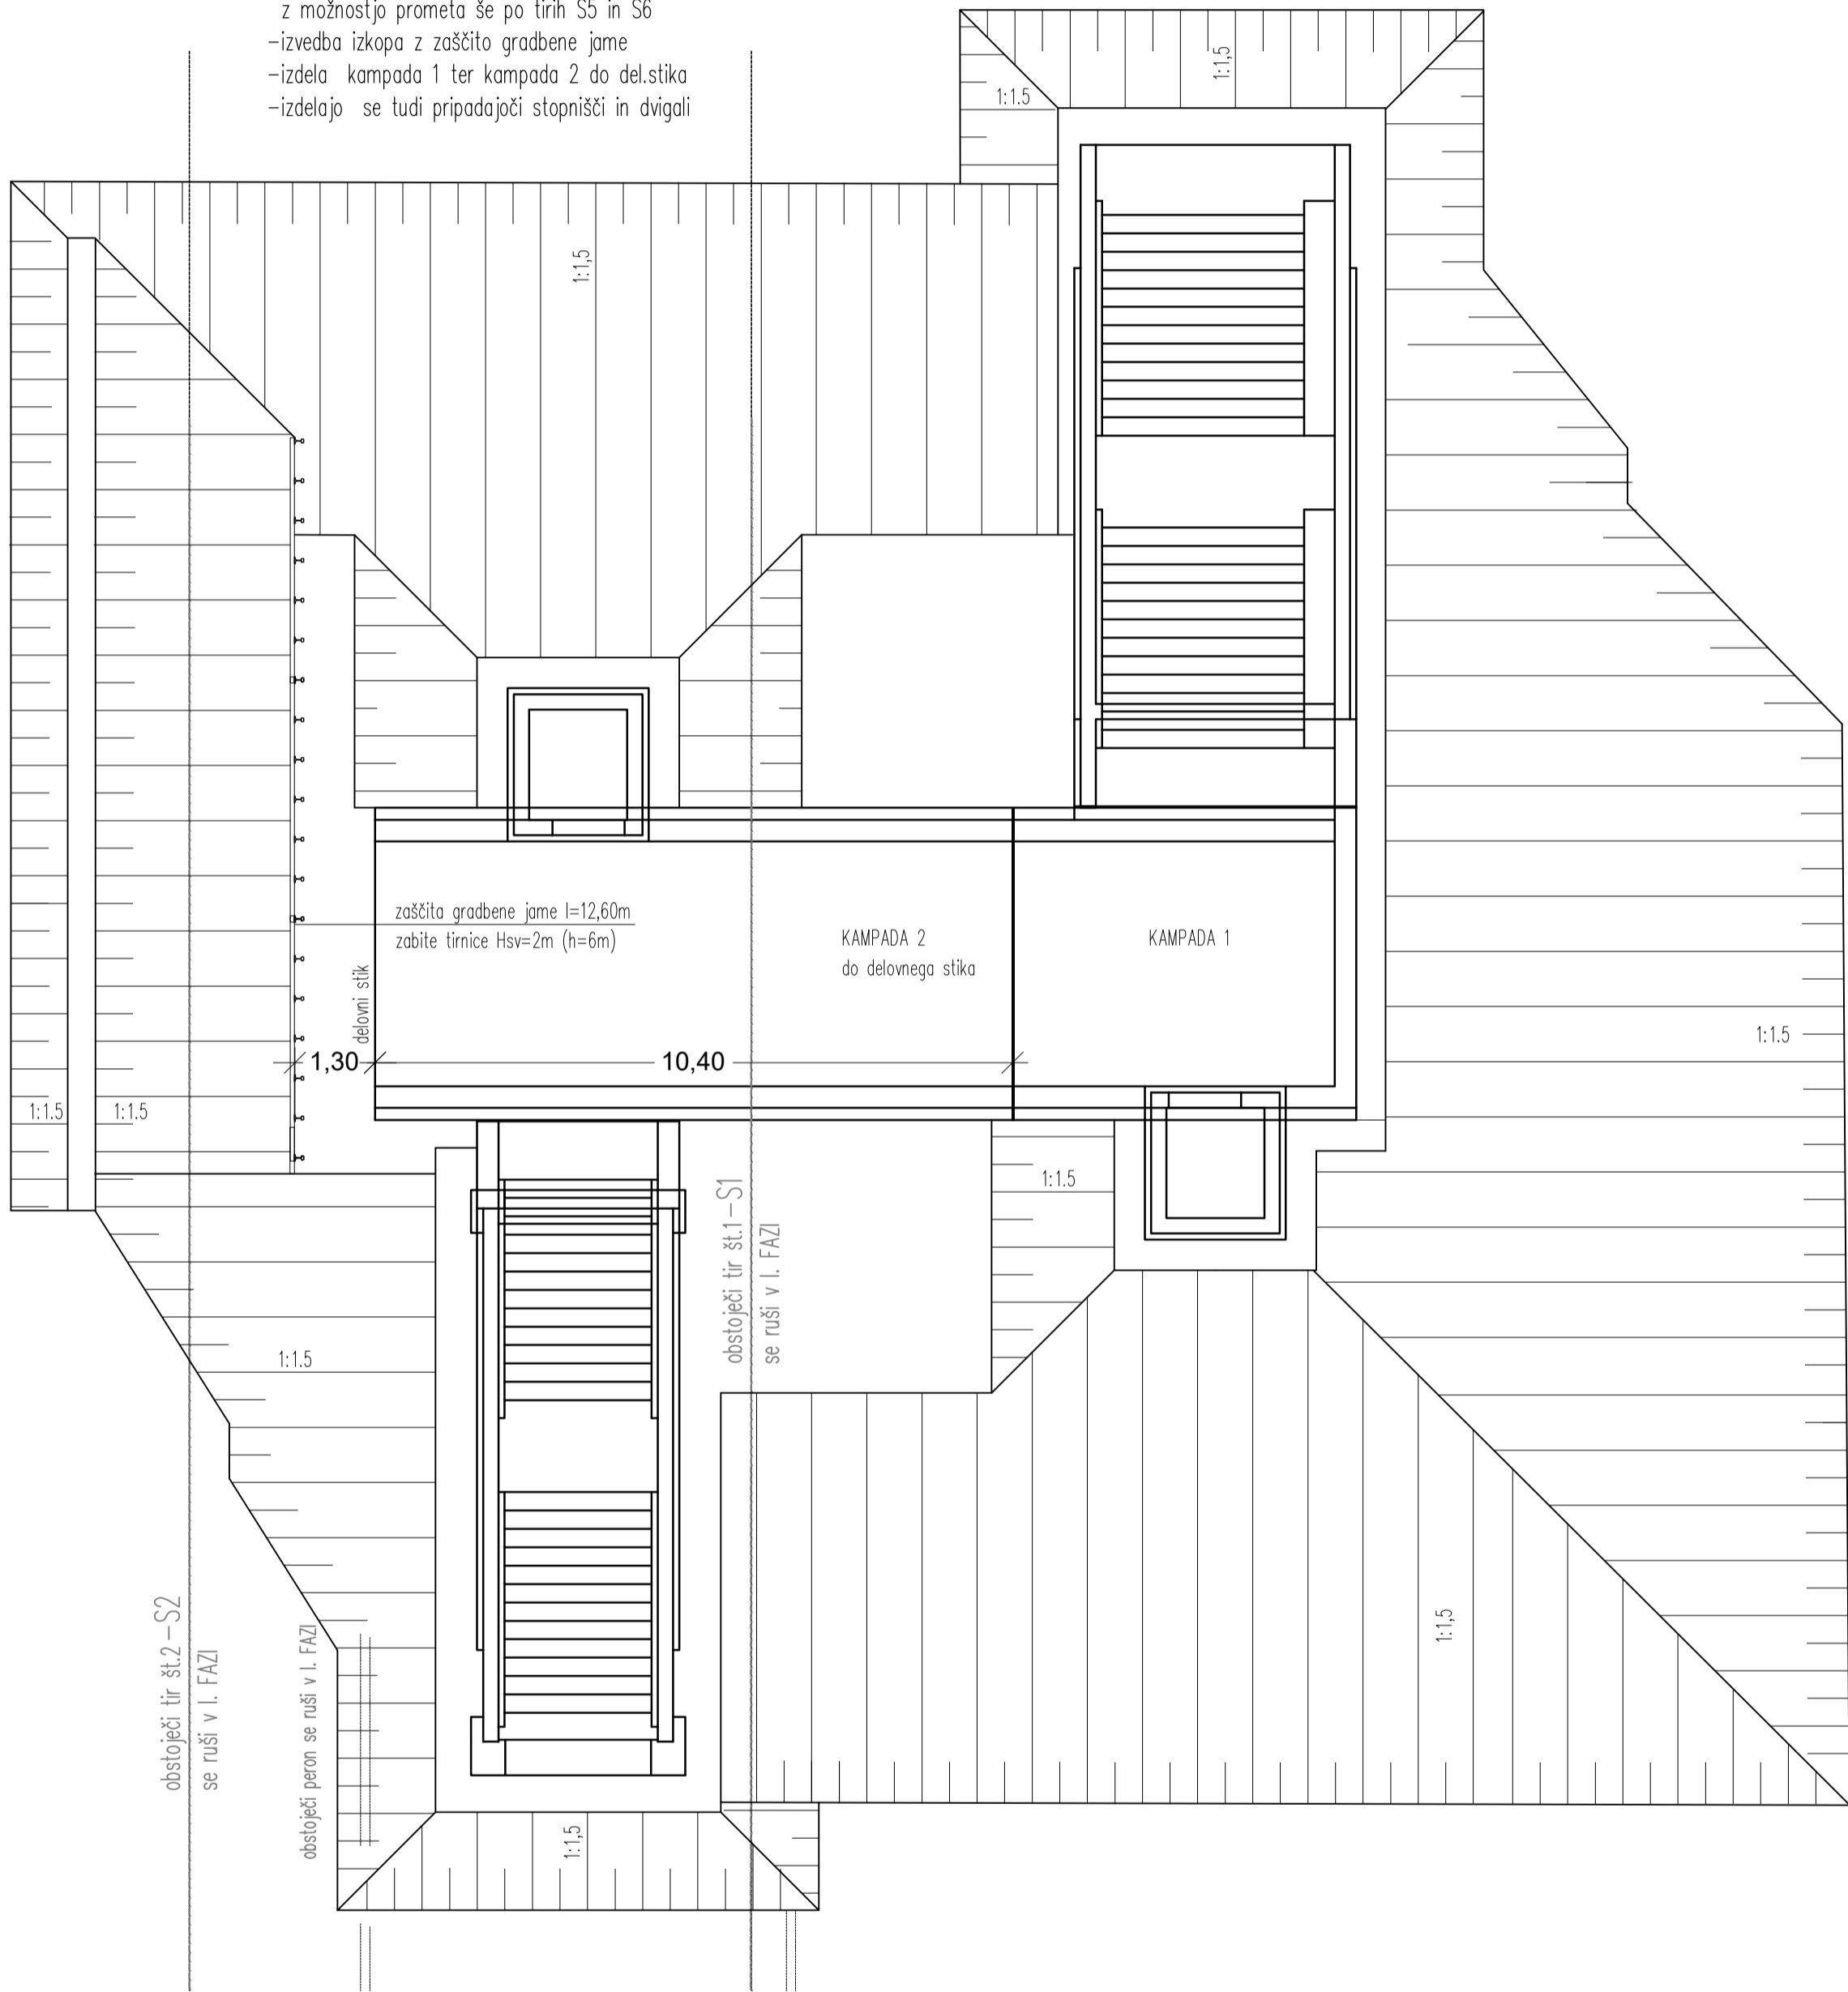 z možnostjo prometa še po tirih S5 in S6
-izvedba izkopa z zaščito gradbene jame
-izdela kampada 1 ter kampada 2 do del.stika
-izdelajo se tudi pripadajoči stopnišči in dvigali
1:1,5
1:1.5
1:1,5
zaščita gradbene jame l=12,60m
zabite tirnice Hsv=2m (h=6m)
KAMPADA 2
do delovnega stika
KAMPADA 1
delovni stik
1,30
10,40
1:1.5
1:1.5
1:1.5
1:1.5
obstoječi tir št.1-S1
se ruši v I. FAZI
1:1.5
obstoječi tir št.2-S2
se ruši v I. FAZI
obstoječi peron se ruši v I. FAZI
1:1,5
1:1,5